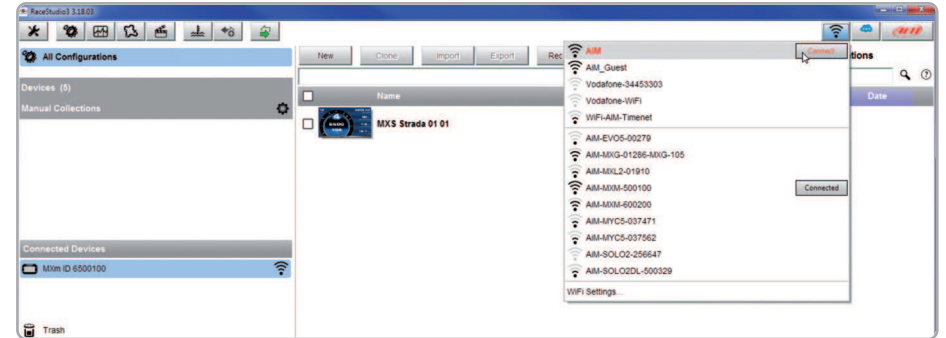 RaceStudio3 3.18.03
All Configurations
New Clone Import Export Rec
tions
Devices (5)
Manual Collections
Name
Date
MXS Strada 01 01
AiM
Connect
AiM_Guest
Vodafone-34453303
Vodafone-WiFi
WiFi-AiM-Timenet
AiM-EVO5-00279
AiM-MXG-01286-MXG-105
AiM-MXL2-01910
AiM-MXM-500100
Connected
AiM-MXM-600200
AiM-MYC5-037471
AiM-MYC5-037562
AiM-SOLO2-256647
AiM-SOLO2DL-500329
WiFi Settings...
Connected Devices
MXm ID 6500100
Trash